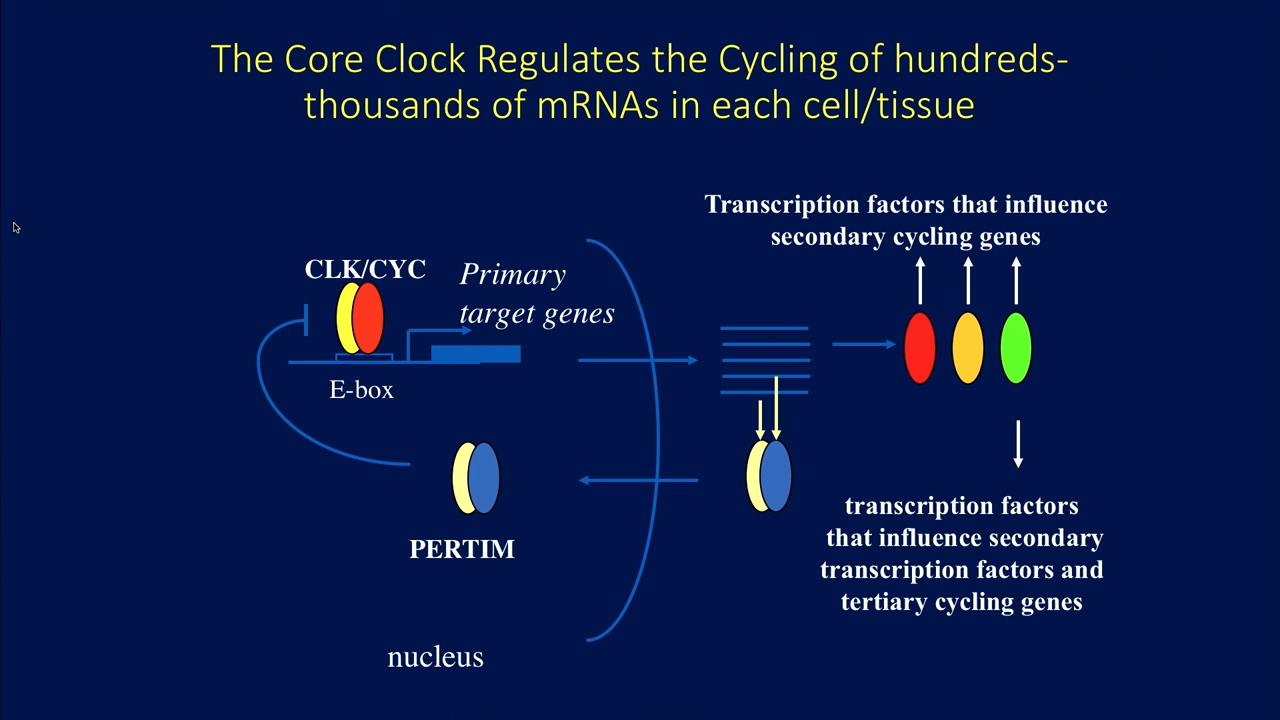 The Core Clock Regulates the Cycling of hundreds-
thousands of mRNAs in each cell/tissue
Transcription factors that influence
secondary cycling genes
CLK/CYC
Primary
target genes
E-box
PERTIM
transcription factors
that influence secondary
transcription factors and
tertiary cycling genes
nucleus